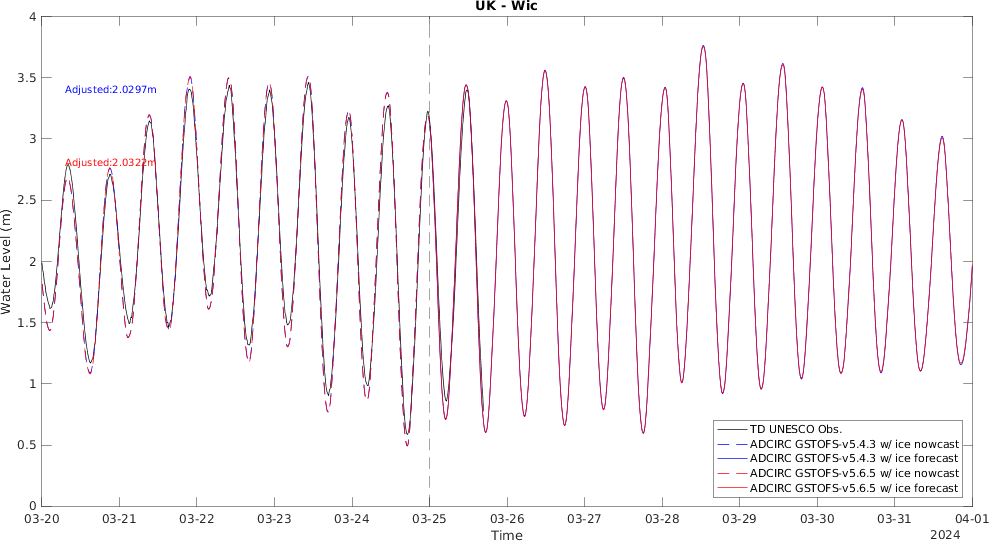 UK - Wic
4
3.5
3
2.5
2
1.5
1
0.5
0
Water Level (m)
Adjusted:2.0297m
Adjusted:2.0322m
TD UNESCO Obs.
ADCIRC GSTOFS-v5.4.3 w/ ice nowcast
ADCIRC GSTOFS-v5.4.3 w/ ice forecast
ADCIRC GSTOFS-v5.6.5 w/ ice nowcast
ADCIRC GSTOFS-v5.6.5 w/ ice forecast
03-20 03-21 03-22 03-23 03-24 03-25 03-26 03-27 03-28 03-29 03-30 03-31 04-01
Time
2024